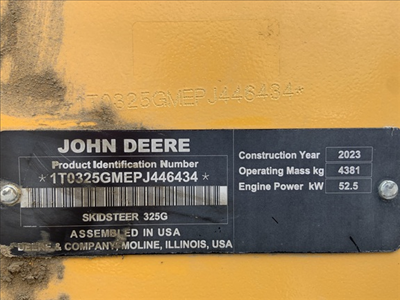 *1T0325GMEPJ446434*
JOHN DEERE
Product Identification Number
*1T0325GMEPJ446434*
SKIDSTEER 325G
ASSEMBLED IN USA
DEERE & COMPANY, MOLINE, ILLINOIS, USA
Construction Year 2023
Operating Mass kg 4381
Engine Power kW 52.5